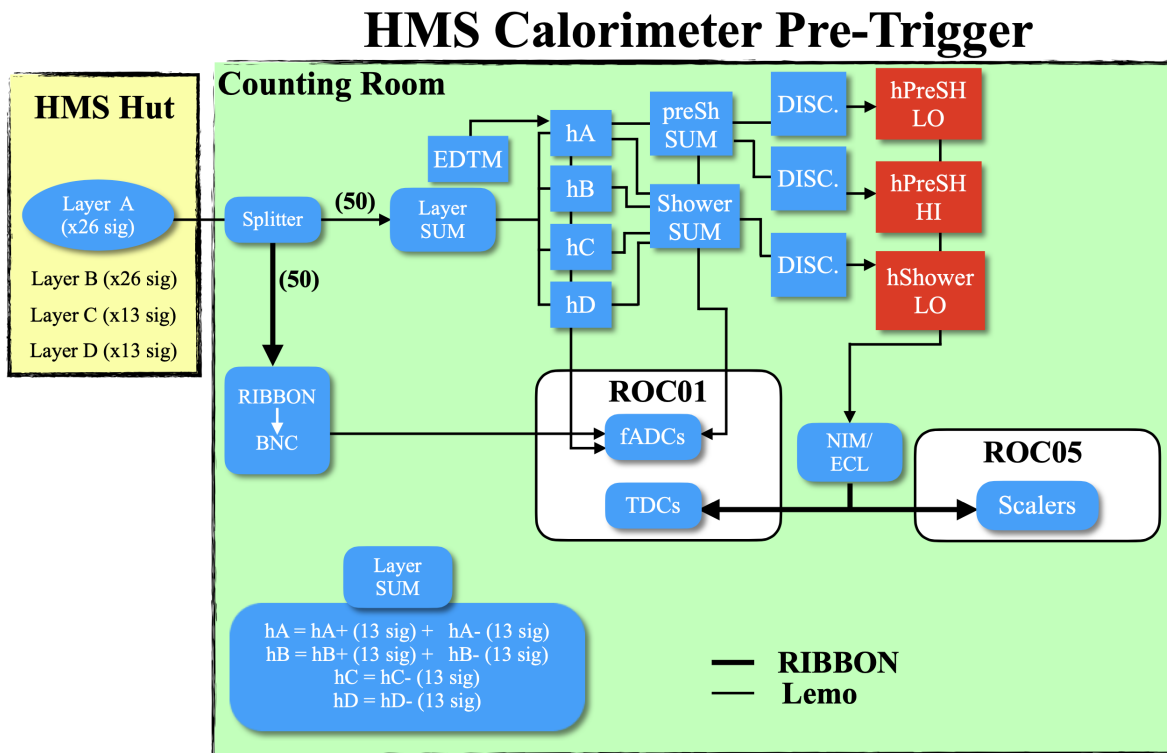 HMS Calorimeter Pre-Trigger
HMS Hut
Layer A
(x26 sig)
Layer B (x26 sig)
Layer C (x13 sig)
Layer D (x13 sig)
Counting Room
Splitter
(50)
(50)
Layer
SUM
EDTM
hA
hB
hC
hD
preSh
SUM
Shower
SUM
DISC.
DISC.
DISC.
hPreSH
LO
hPreSH
HI
hShower
LO
RIBBON
BNC
ROC01
fADCs
TDCs
NIM/
ECL
ROC05
Scalers
Layer
SUM
hA = hA+ (13 sig) + hA- (13 sig)
hB = hB+ (13 sig) + hB- (13 sig)
hC = hC- (13 sig)
hD = hD- (13 sig)
RIBBON
Lemo